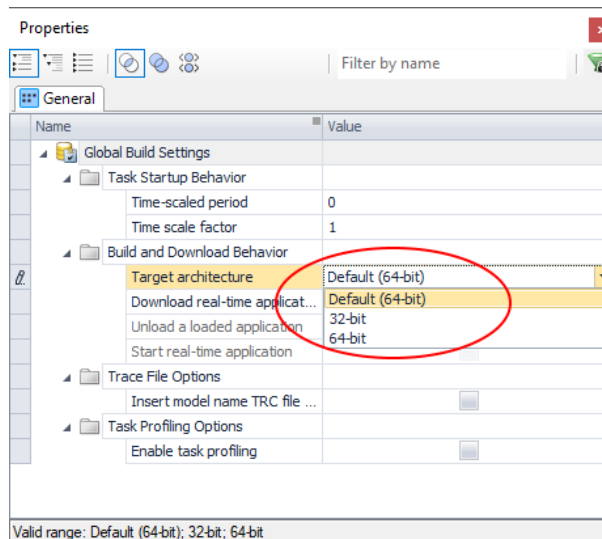 Properties
Filter by name
General
Name Value
Global Build Settings
Task Startup Behavior
Time-scaled period 0
Time scale factor 1
Build and Download Behavior
Target architecture Default (64-bit)
Download real-time applicat... Default (64-bit)
Unload a loaded application 32-bit
Start real-time application 64-bit
Trace File Options
Insert model name TRC file ...
Task Profiling Options
Enable task profiling
Valid range: Default (64-bit); 32-bit; 64-bit